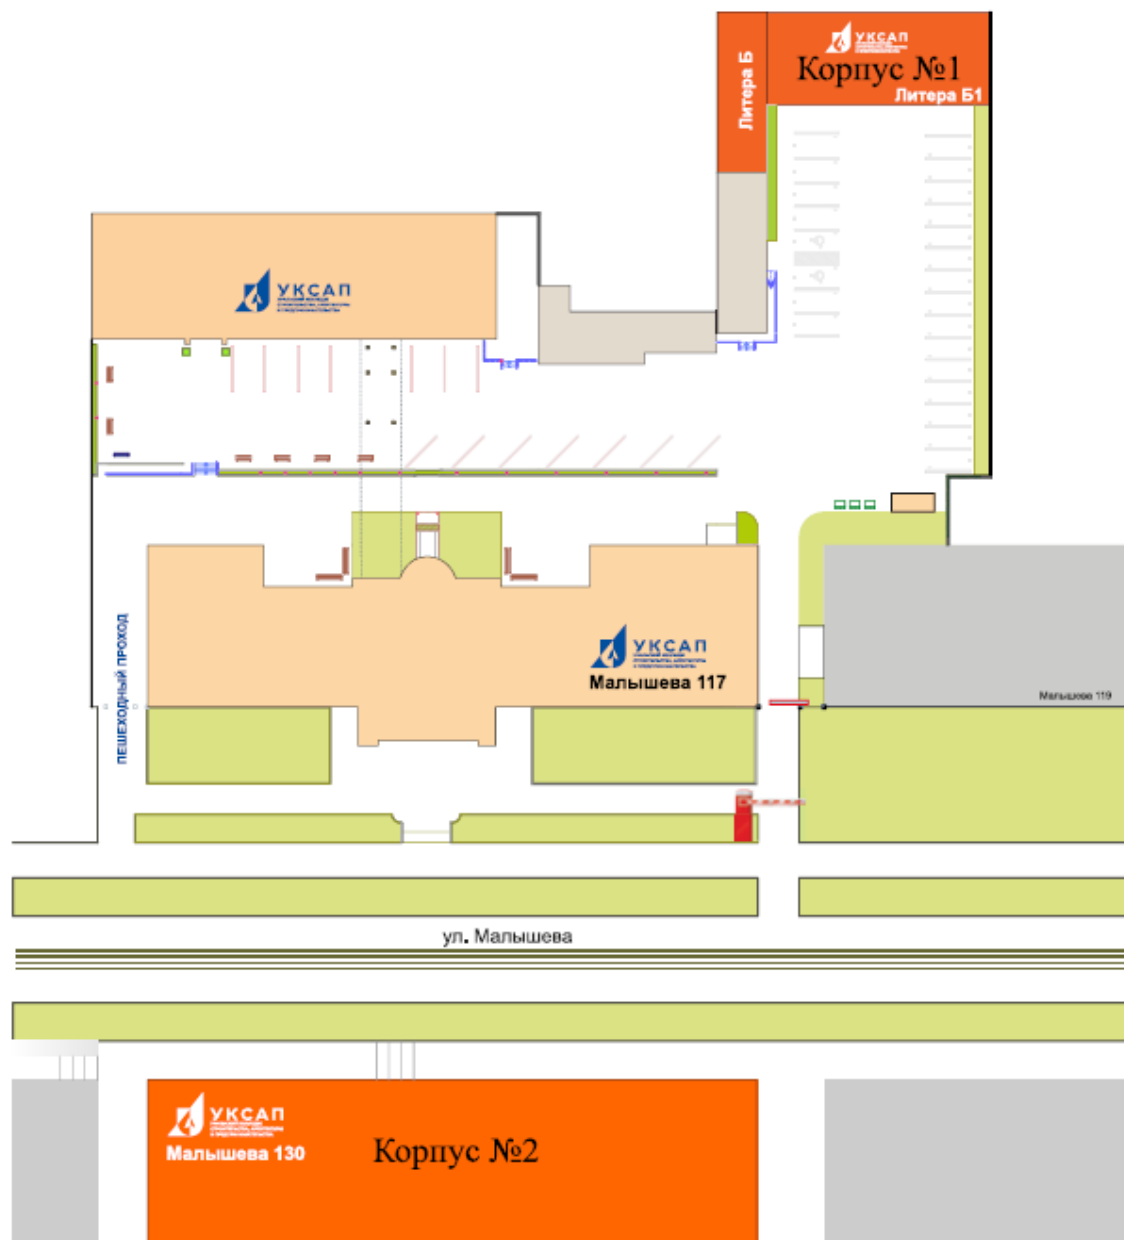 УКСАП
Корпус №1
Литера Б1
Литера Б
УКСАП
ПЕШЕХОДНЫЙ ПРОХОД
УКСАП
Малышева 117
Малышева 119
ул. Малышева
УКСАП
Малышева 130
Корпус №2